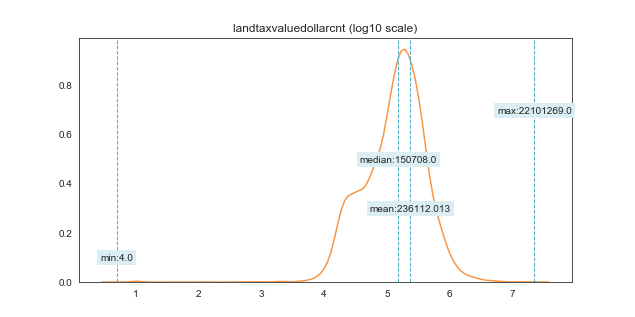 landtaxvaluedollarcnt (log10 scale)
0.8
max:22101269.0
0.6
median:150708.0
0.4
mean:236112.013
0.2
min:4.0
0.0
1 2 3 4 5 6 7